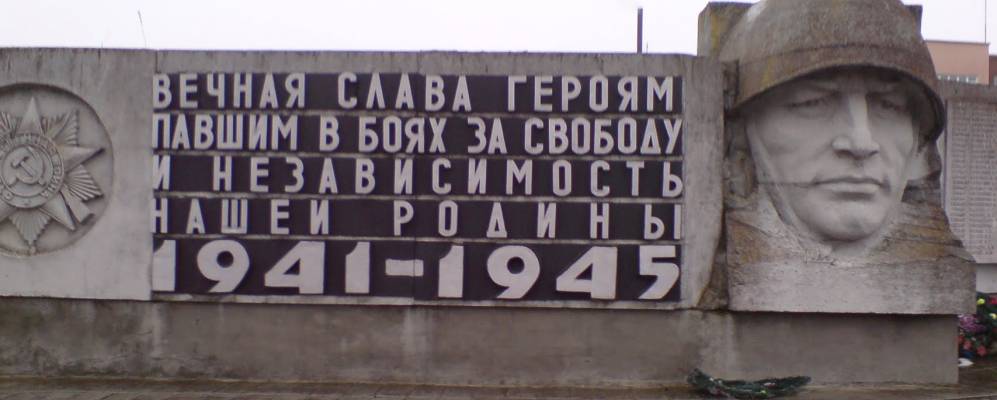 ВЕЧНАЯ СЛАВА ГЕРОЯМ
ПАВШИМ В БОЯХ ЗА СВОБОДУ
И НЕЗАВИСИМОСТЬ
НАШЕЙ РОДИНЫ
1941-1945